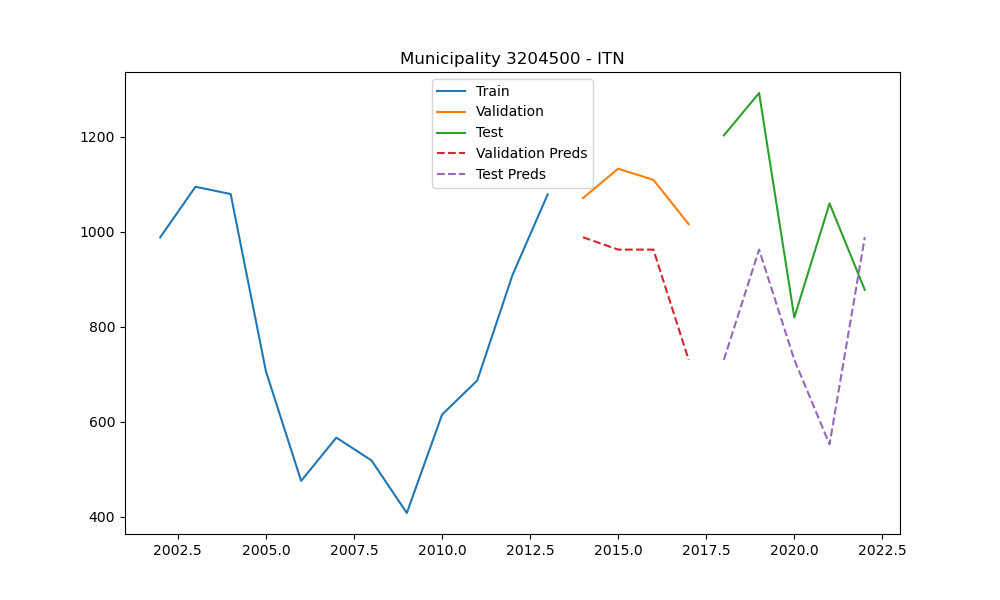 Municipality 3204500 - ITN
Train
Validation
Test
Validation Preds
Test Preds
1200
1000
800
600
400
2002.5 2005.0 2007.5 2010.0 2012.5 2015.0 2017.5 2020.0 2022.5